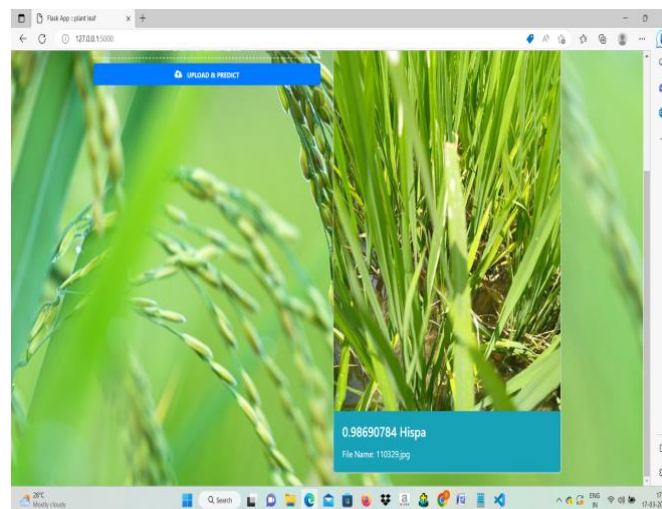 Flask App : plant leaf
127.0.0.1:5000
UPLOAD & PREDICT
0.98690784 Hispa
File Name: 110329.jpg
28°C
Mostly cloudy
Search
ENG
IN